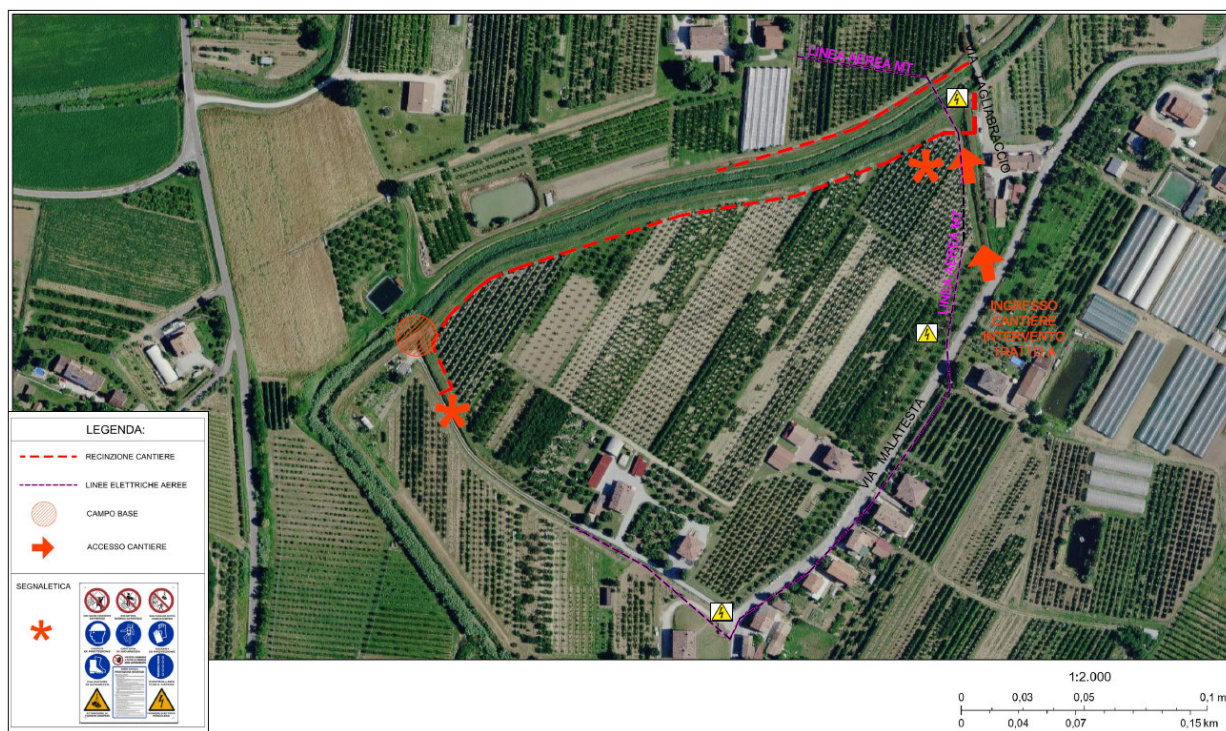 LINEA AEREA MT
VIA TAGLIABRACCIO
LINEA AEREA MT
INGRESSO
CANTIERE
INTERVENTO
TRATTO A
VIA MALATESTA
LEGENDA:
RECINZIONE CANTIERE
LINEE ELETTRICHE AEREE
CAMPO BASE
ACCESSO CANTIERE
SEGNALETICA
1:2.000
0 0,03 0,05 0,1 m
0 0,04 0,07 0,15 km